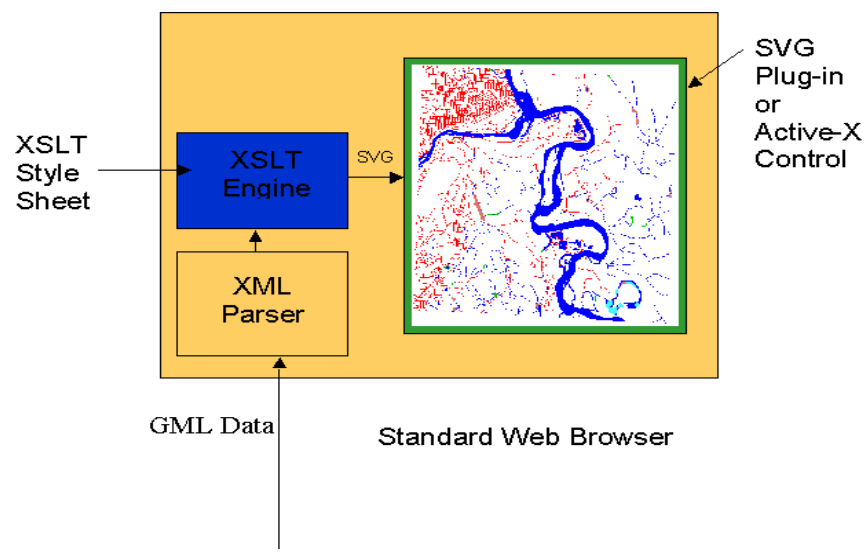 SVG
Plug-in
or
Active-X
Control
XSLT
Style
Sheet
XSLT
Engine
SVG
XML
Parser
GML Data
Standard Web Browser